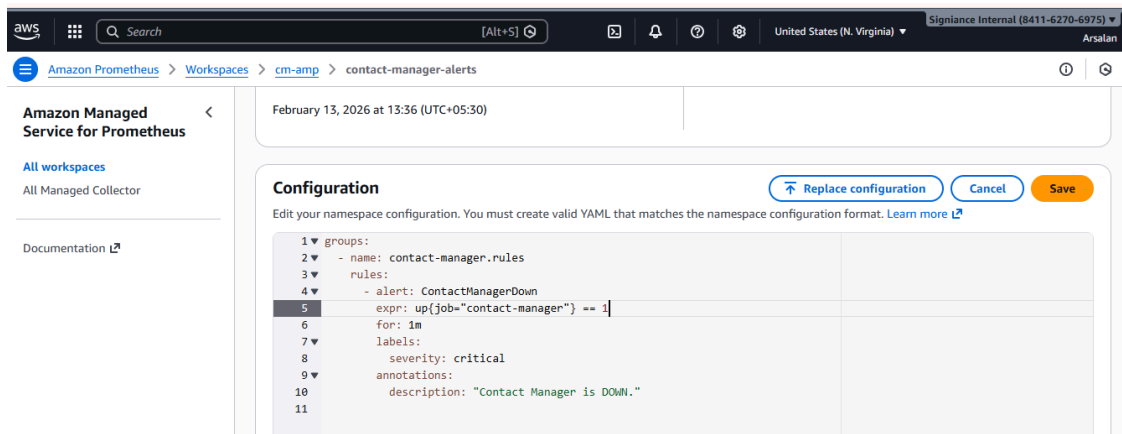 aws
Search [Alt+S] United States (N. Virginia) ▼ Signiance Internal (8411-6270-6975) ▼
Arsalan
Amazon Prometheus > Workspaces > cm-amp > contact-manager-alerts
Amazon Managed Service for Prometheus
All workspaces
All Managed Collector
Documentation
February 13, 2026 at 13:36 (UTC+05:30)
Configuration
Replace configuration Cancel Save
Edit your namespace configuration. You must create valid YAML that matches the namespace configuration format. Learn more
1 groups:
2 - name: contact-manager.rules
3 rules:
4 - alert: ContactManagerDown
5 expr: up{job="contact-manager"} == 1
6 for: 1m
7 labels:
8 severity: critical
9 annotations:
10 description: "Contact Manager is DOWN."
11